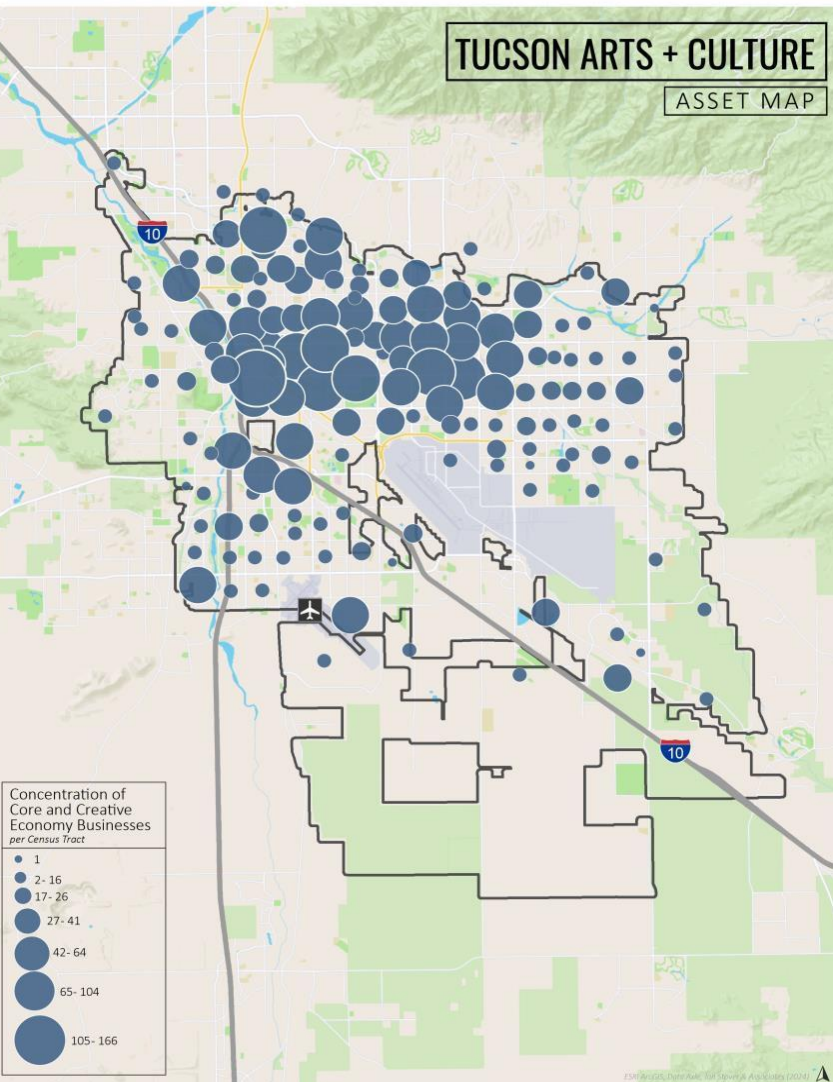 TUCSON ARTS + CULTURE
ASSET MAP
10
10
Concentration of
Core and Creative
Economy Businesses
per Census Tract
1
2- 16
17- 26
27- 41
42- 64
65- 104
105- 166